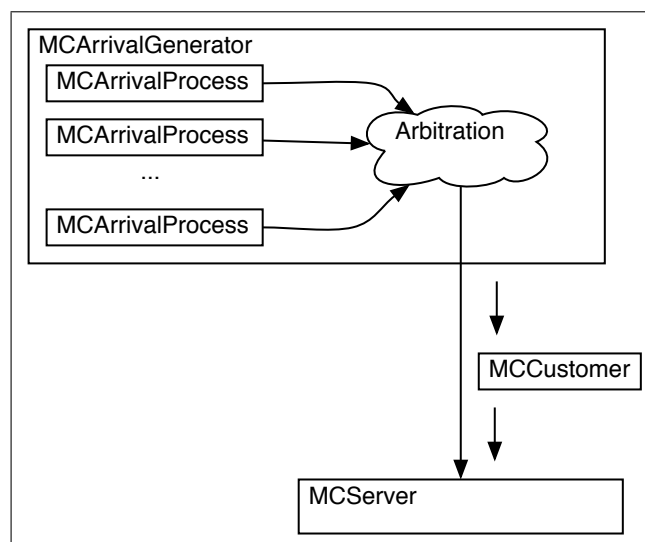 MCArrivalGenerator
MCArrivalProcess
MCArrivalProcess
Arbitration
...
MCArrivalProcess
MCCustomer
MCServer